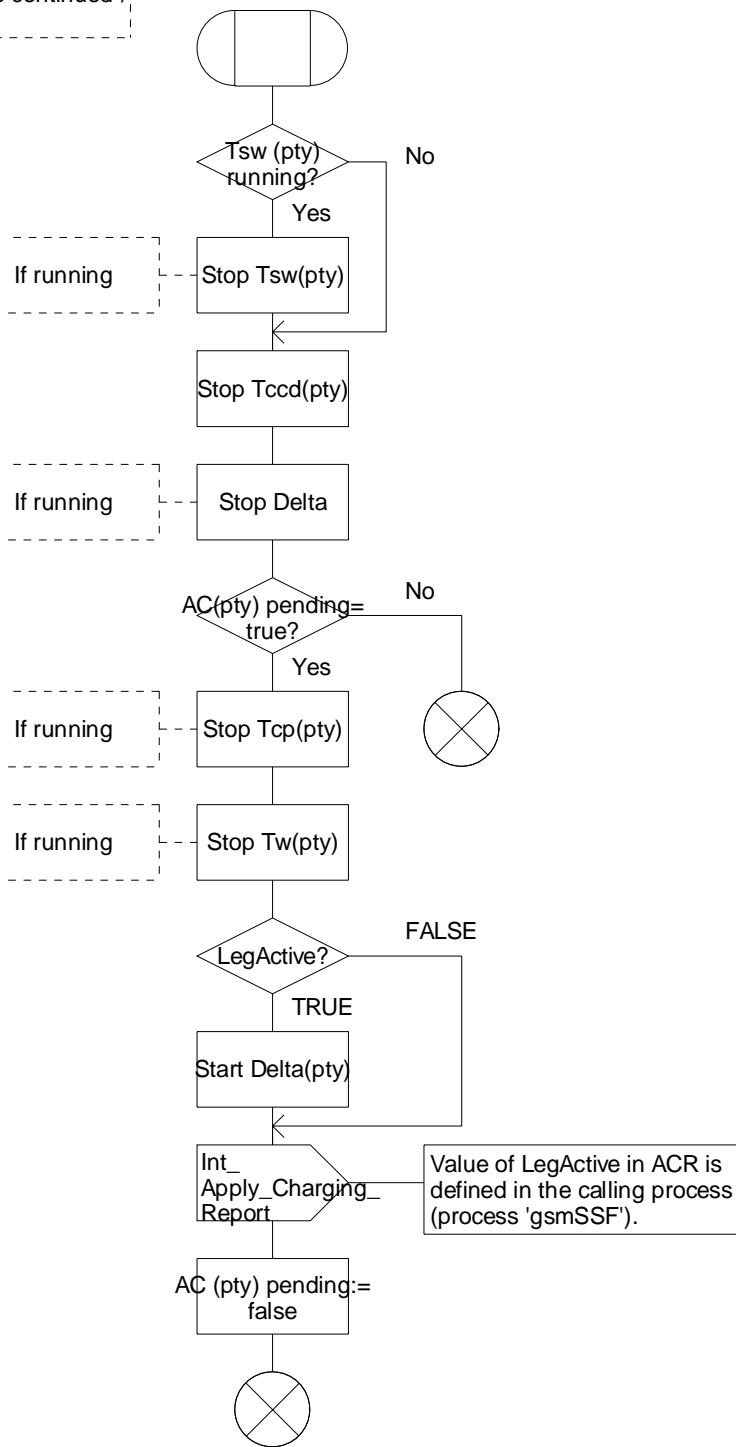 continued /
Tsw (pty)
running?
No
Yes
If running
Stop Tsw(pty)
Stop Tccd(pty)
If running
Stop Delta
AC(pty) pending=
true?
No
Yes
If running
Stop Tcp(pty)
If running
Stop Tw(pty)
LegActive?
FALSE
TRUE
Start Delta(pty)
Int_
Apply_Charging_
Report
Value of LegActive in ACR is
defined in the calling process
(process 'gsmSSF').
AC (pty) pending:=
false